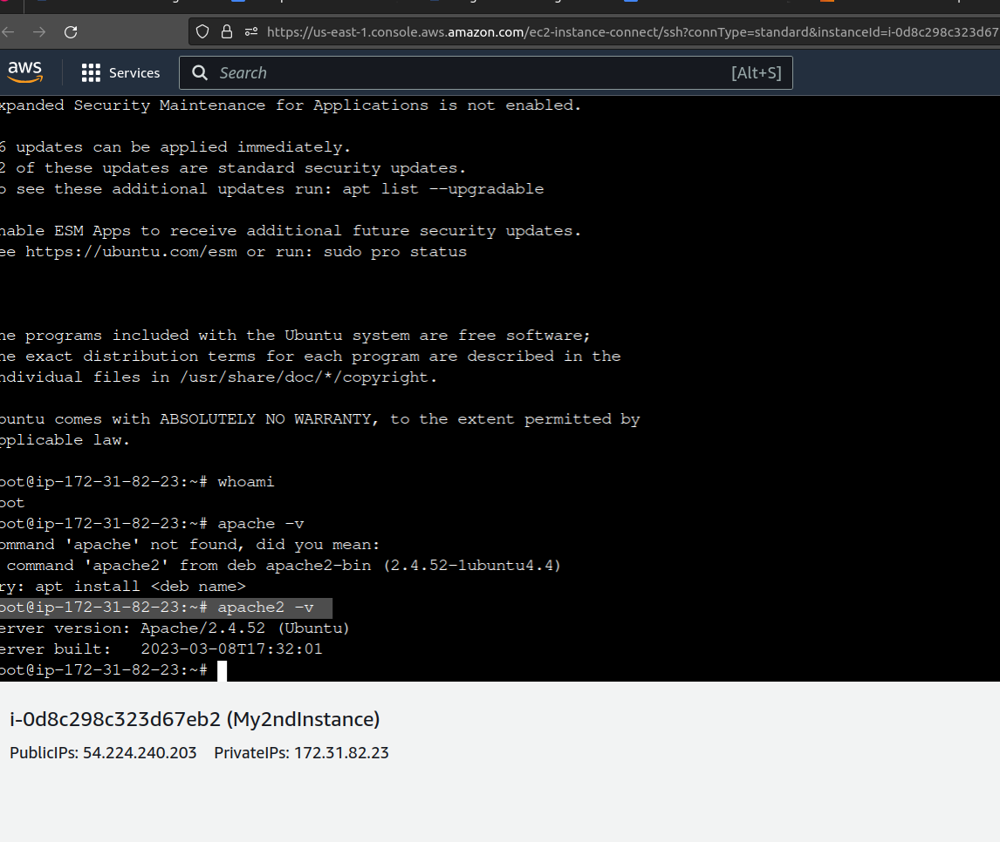 https://us-east-1.console.aws.amazon.com/ec2-instance-connect/ssh?connType=standard&instanceId=i-0d8c298c323d67
aws Services Search [Alt+S]
xpanded Security Maintenance for Applications is not enabled.
6 updates can be applied immediately.
2 of these updates are standard security updates.
o see these additional updates run: apt list --upgradable
nable ESM Apps to receive additional future security updates.
ee https://ubuntu.com/esm or run: sudo pro status
he programs included with the Ubuntu system are free software;
he exact distribution terms for each program are described in the
ndividual files in /usr/share/doc/*/copyright.
buntu comes with ABSOLUTELY NO WARRANTY, to the extent permitted by
pplicable law.
oot@ip-172-31-82-23:~# whoami
oot
oot@ip-172-31-82-23:~# apache -v
ommand 'apache' not found, did you mean:
command 'apache2' from deb apache2-bin (2.4.52-1ubuntu4.4)
ry: apt install <deb name>
oot@ip-172-31-82-23:~# apache2 -v
erver version: Apache/2.4.52 (Ubuntu)
erver built:   2023-03-08T17:32:01
oot@ip-172-31-82-23:~#
i-0d8c298c323d67eb2 (My2ndInstance)
PublicIPs: 54.224.240.203 PrivateIPs: 172.31.82.23